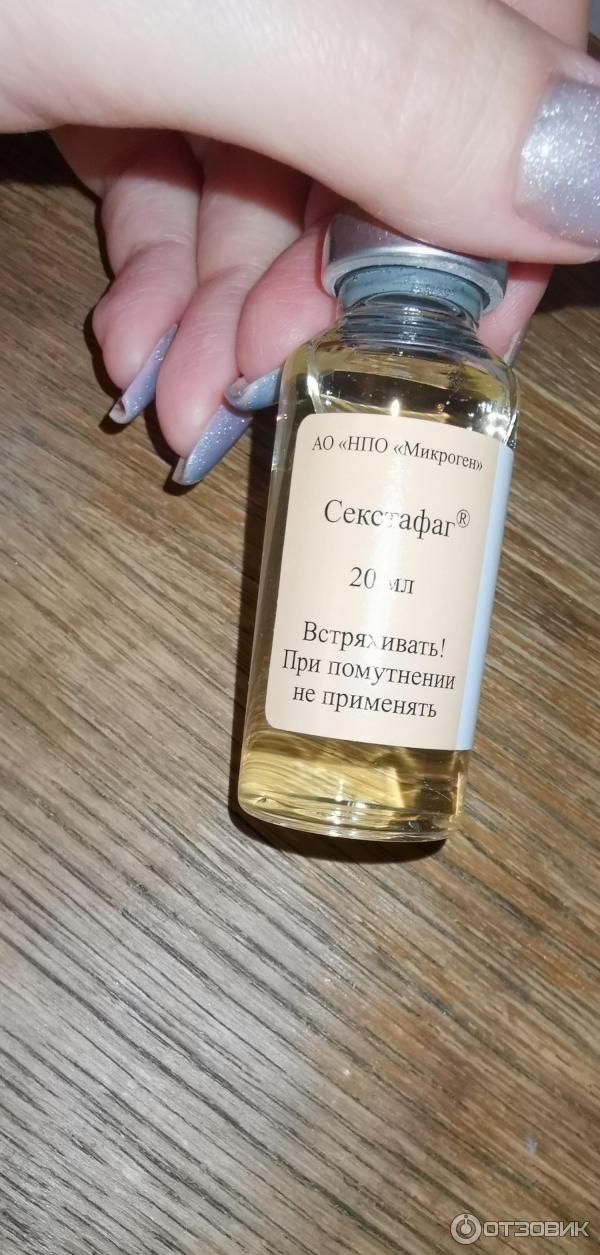 АО «НПО «Микроген»
Секстафаг®
20 мл
Встряхивать!
При помутнении
не применять
ОТЗОВИК